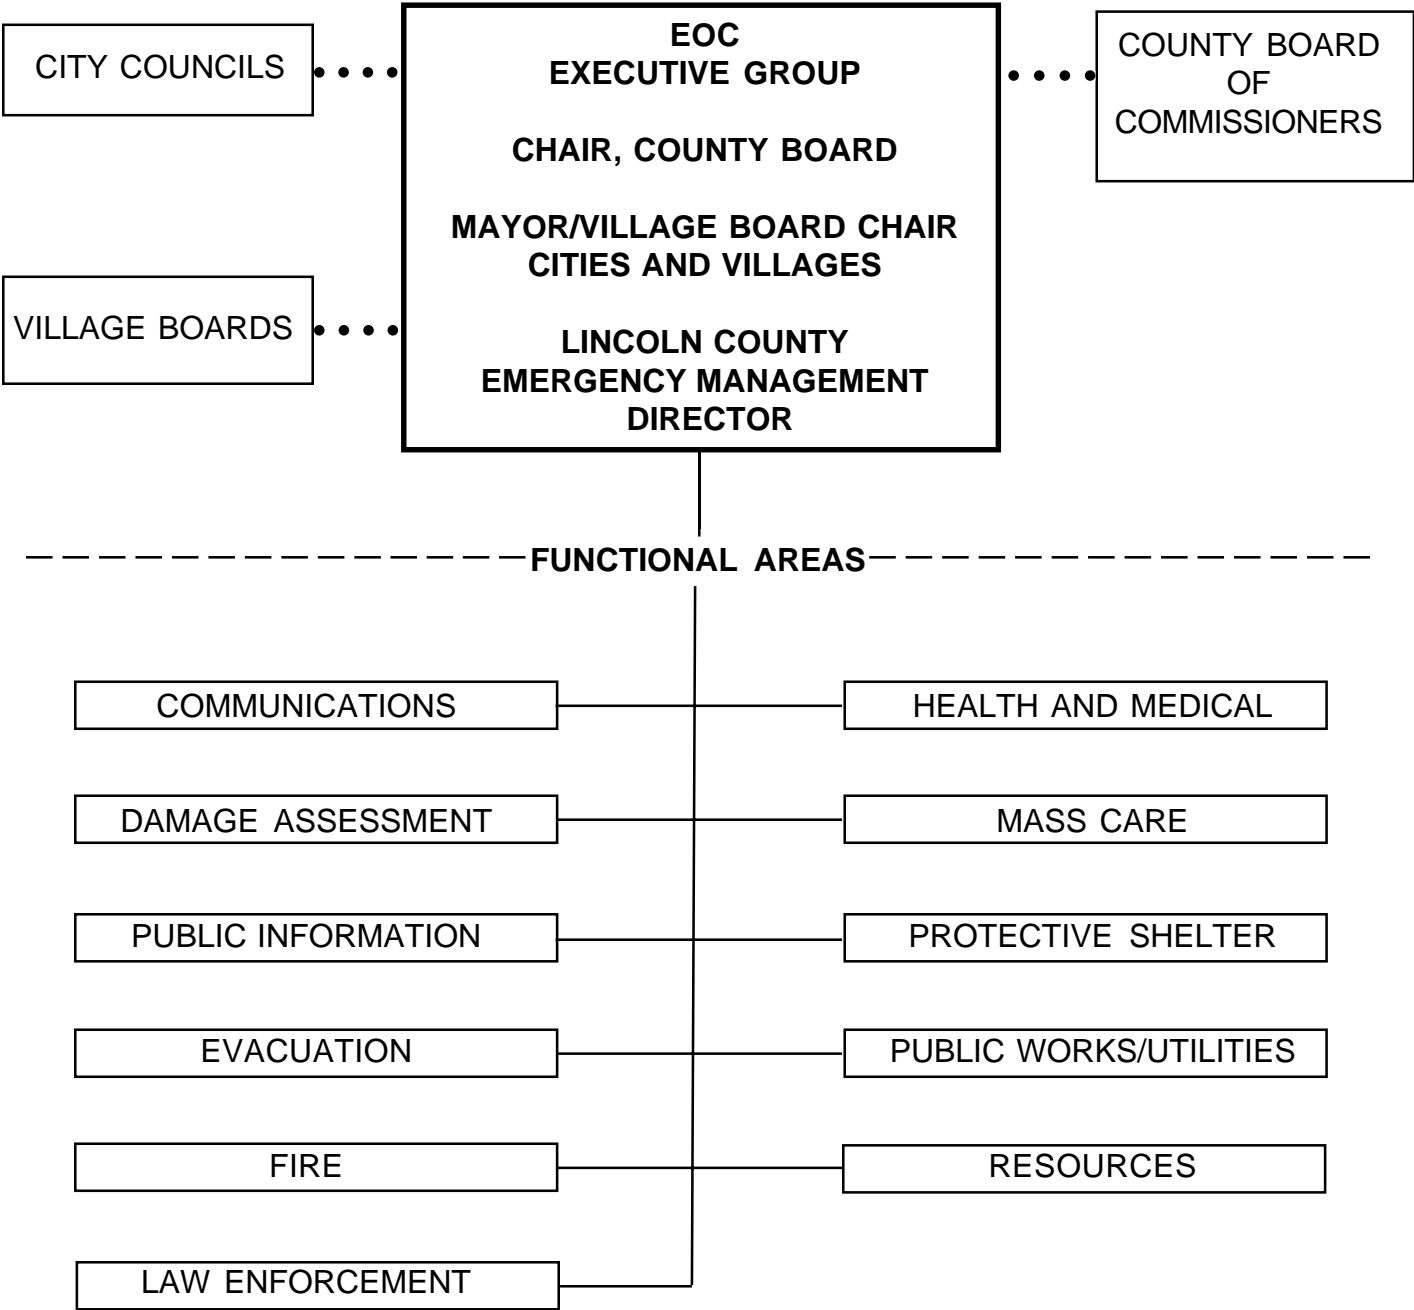 CITY COUNCILS
EOC
EXECUTIVE GROUP
CHAIR, COUNTY BOARD
MAYOR/VILLAGE BOARD CHAIR
CITIES AND VILLAGES
LINCOLN COUNTY
EMERGENCY MANAGEMENT
DIRECTOR
COUNTY BOARD
OF
COMMISSIONERS
VILLAGE BOARDS
FUNCTIONAL AREAS
COMMUNICATIONS
HEALTH AND MEDICAL
DAMAGE ASSESSMENT
MASS CARE
PUBLIC INFORMATION
PROTECTIVE SHELTER
EVACUATION
PUBLIC WORKS/UTILITIES
FIRE
RESOURCES
LAW ENFORCEMENT